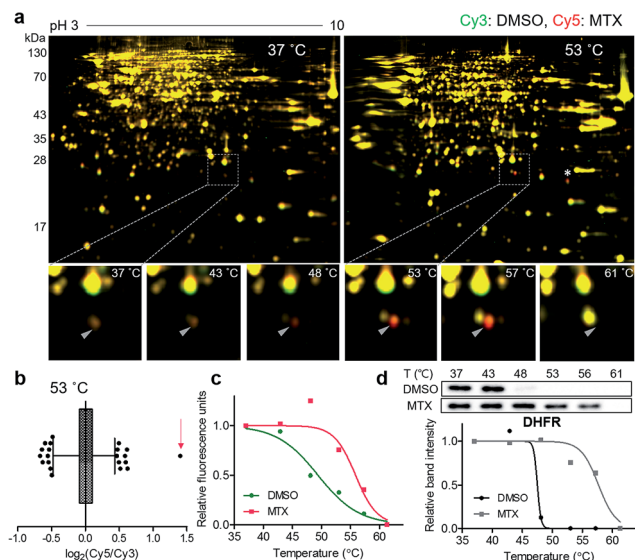 a
pH 3 10
Cy3: DMSO, Cy5: MTX
kDa
130
70
43
35
28
17
37 ˚C
53 ˚C
*
37 ˚C
43 ˚C
48 ˚C
53 ˚C
57 ˚C
61 ˚C
b
53 ˚C
-1.0 -0.5 0.0 0.5 1.0 1.5
log₂(Cy5/Cy3)
c
Relative fluorescence units
1.0
0.5
0.0
DMSO
MTX
35 40 45 50 55 60 65
Temperature (°C)
d
T (℃) 37 43 48 53 56 61
DMSO
MTX
DHFR
Relative band intensity
1.0
0.5
0.0
DMSO
MTX
35 40 45 50 55 60 65
Temperature (°C)